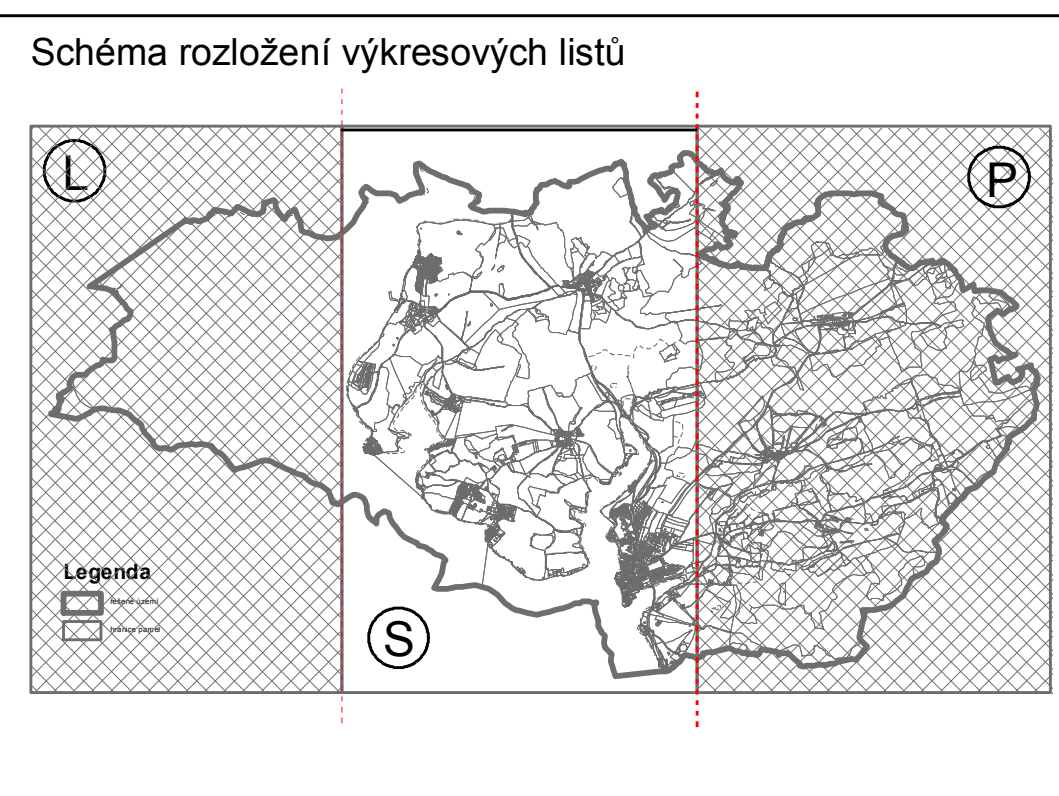 Schéma rozložení výkresových listů
L
P
Legenda
řešené území
hranice parcel
S